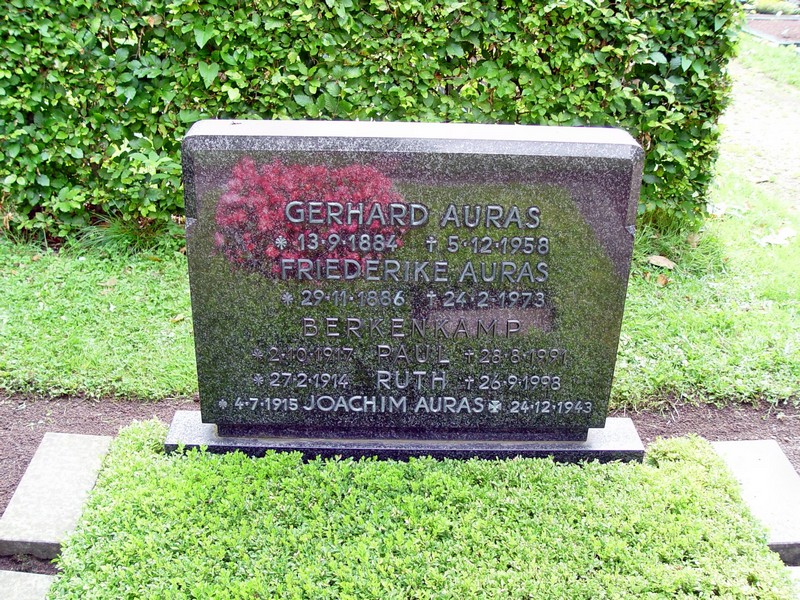 GERHARD AURAS
* 13·9·1884 † 5·12·1958
FRIEDERIKE AURAS
* 29·11·1886 † 24·2·1973
BERKENKAMP
* 2·10·1917 PAUL † 28·8·1991
* 27·2·1914 RUTH † 26·9·1998
* 4·7·1915 JOACHIM AURAS ✠ 24·12·1943